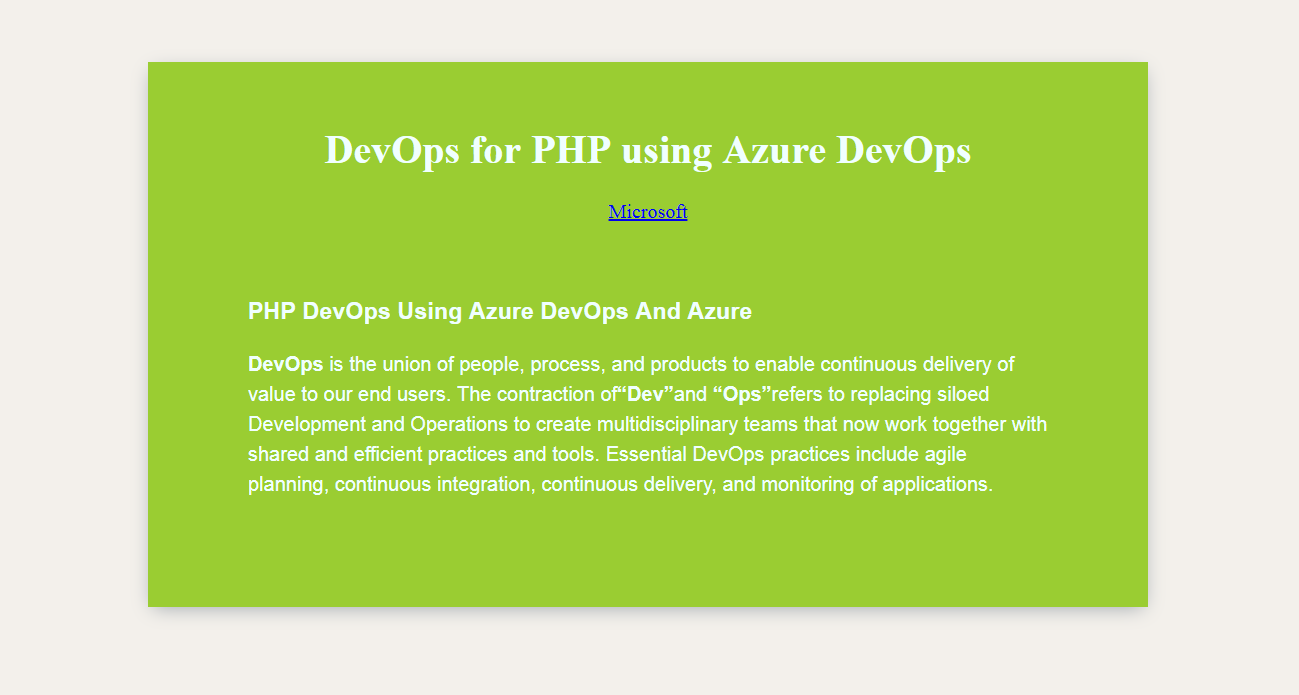 DevOps for PHP using Azure DevOps
Microsoft
PHP DevOps Using Azure DevOps And Azure
DevOps is the union of people, process, and products to enable continuous delivery of
value to our end users. The contraction of“Dev”and “Ops”refers to replacing siloed
Development and Operations to create multidisciplinary teams that now work together with
shared and efficient practices and tools. Essential DevOps practices include agile
planning, continuous integration, continuous delivery, and monitoring of applications.